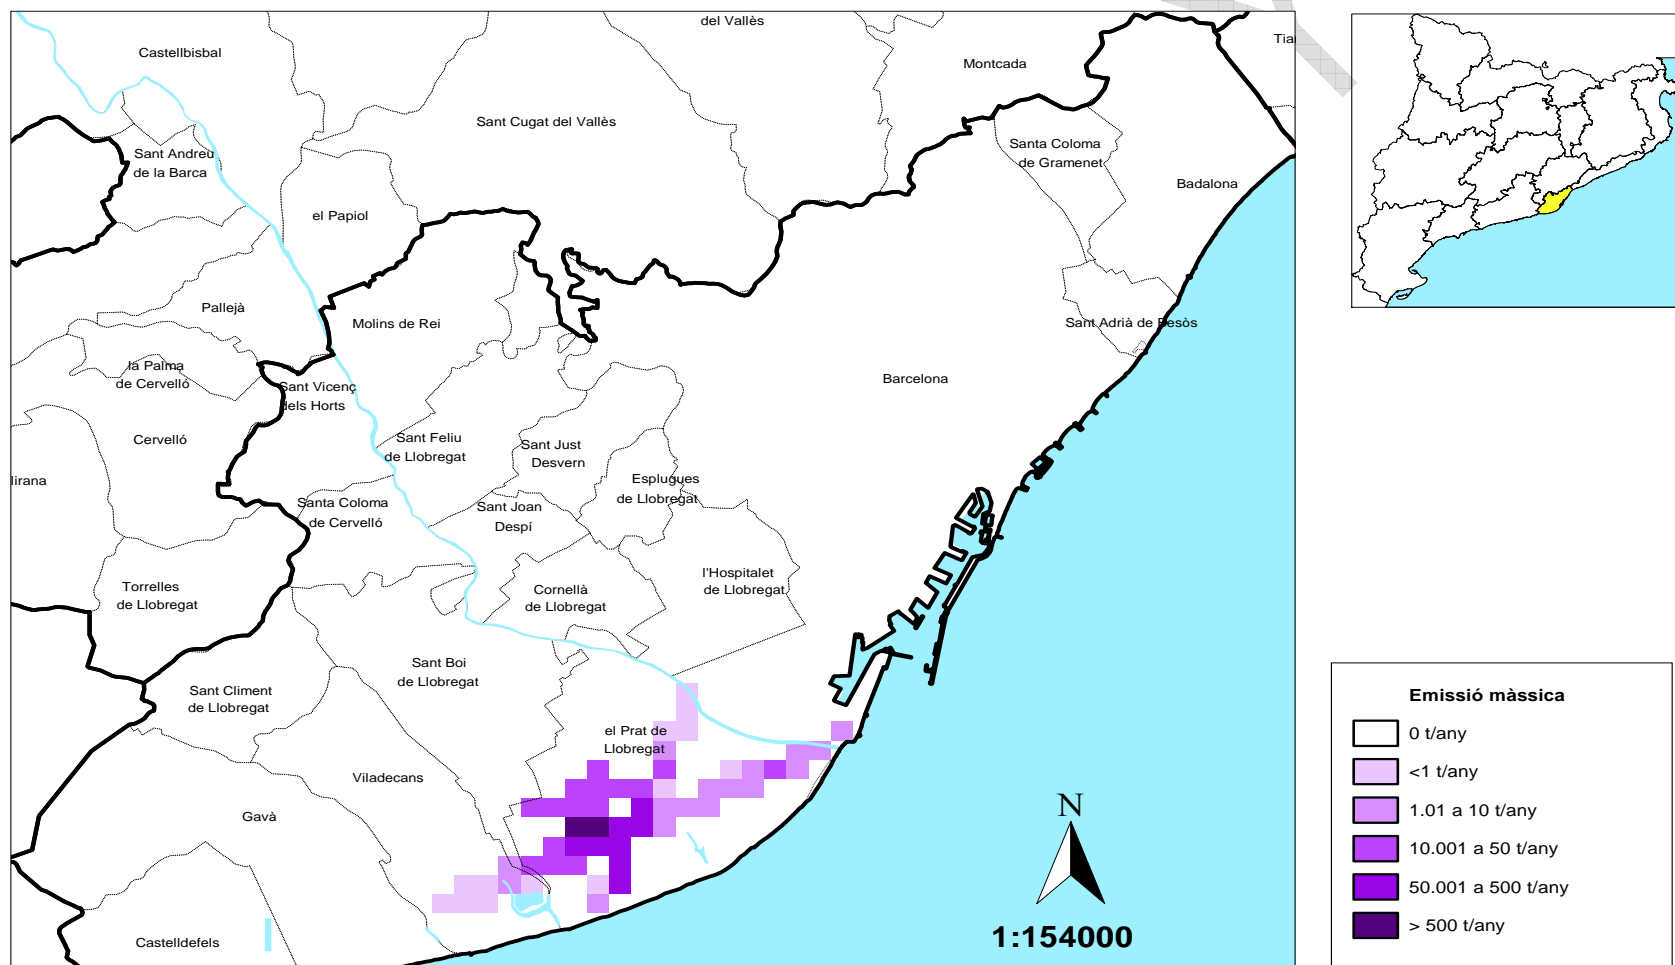 del Vallès
Tia
Castellbisbal
Montcada
Sant Cugat del Vallès
Sant Andreu
de la Barca
Santa Coloma
de Gramenet
Badalona
el Papiol
Pallejà
Molins de Rei
Sant Adrià de Besòs
la Palma
de Cervelló
Sant Vicenç
dels Horts
Barcelona
Cervelló
Sant Feliu
de Llobregat
Sant Just
Desvern
lirana
Esplugues
de Llobregat
Santa Coloma
de Cervelló
Sant Joan
Despí
Torrelles
de Llobregat
Cornellà
de Llobregat
l'Hospitalet
de Llobregat
Sant Boi
de Llobregat
Sant Climent
de Llobregat
el Prat de
Llobregat
Viladecans
Gavà
Castelldefels
N
1:154000
Emissió màssica
0 t/any
<1 t/any
1.01 a 10 t/any
10.001 a 50 t/any
50.001 a 500 t/any
> 500 t/any